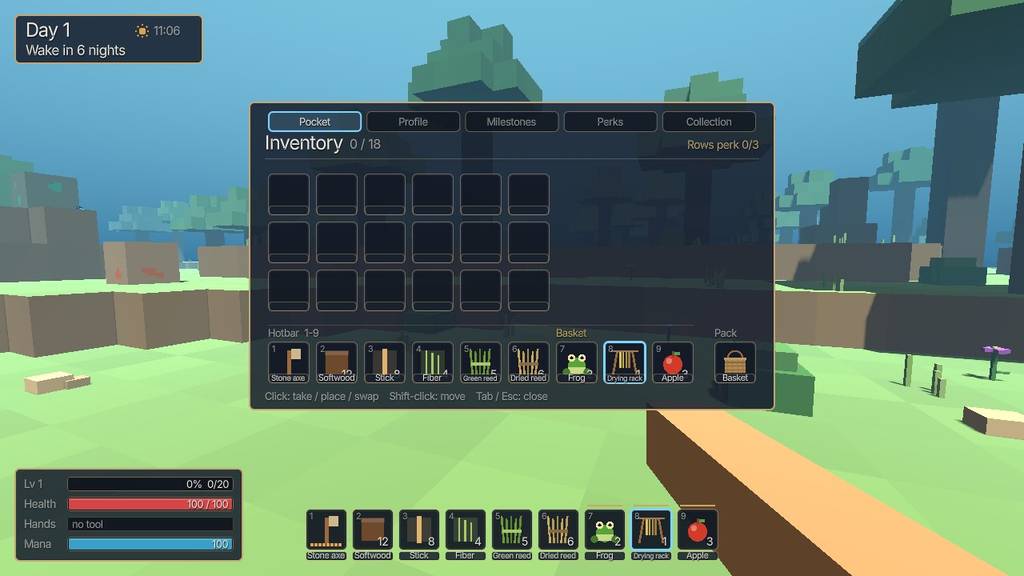 Day 1
11:06
Wake in 6 nights
Pocket
Profile
Milestones
Perks
Collection
Inventory 0 / 18
Rows perk 0/3
Hotbar 1-9
Basket
Pack
1
2
3
4
5
6
7
8
9
Stone axe
Softwood
Stick
Fiber
Green reed
Dried reed
Frog
Drying rack
Apple
Basket
Click: take / place / swap Shift-click: move Tab / Esc: close
Lv 1
0% 0/20
Health
100 / 100
Hands
no tool
Mana
100
1
2
3
4
5
6
7
8
9
12
8
4
5
6
2
1
3
Stone axe
Softwood
Stick
Fiber
Green reed
Dried reed
Frog
Drying rack
Apple